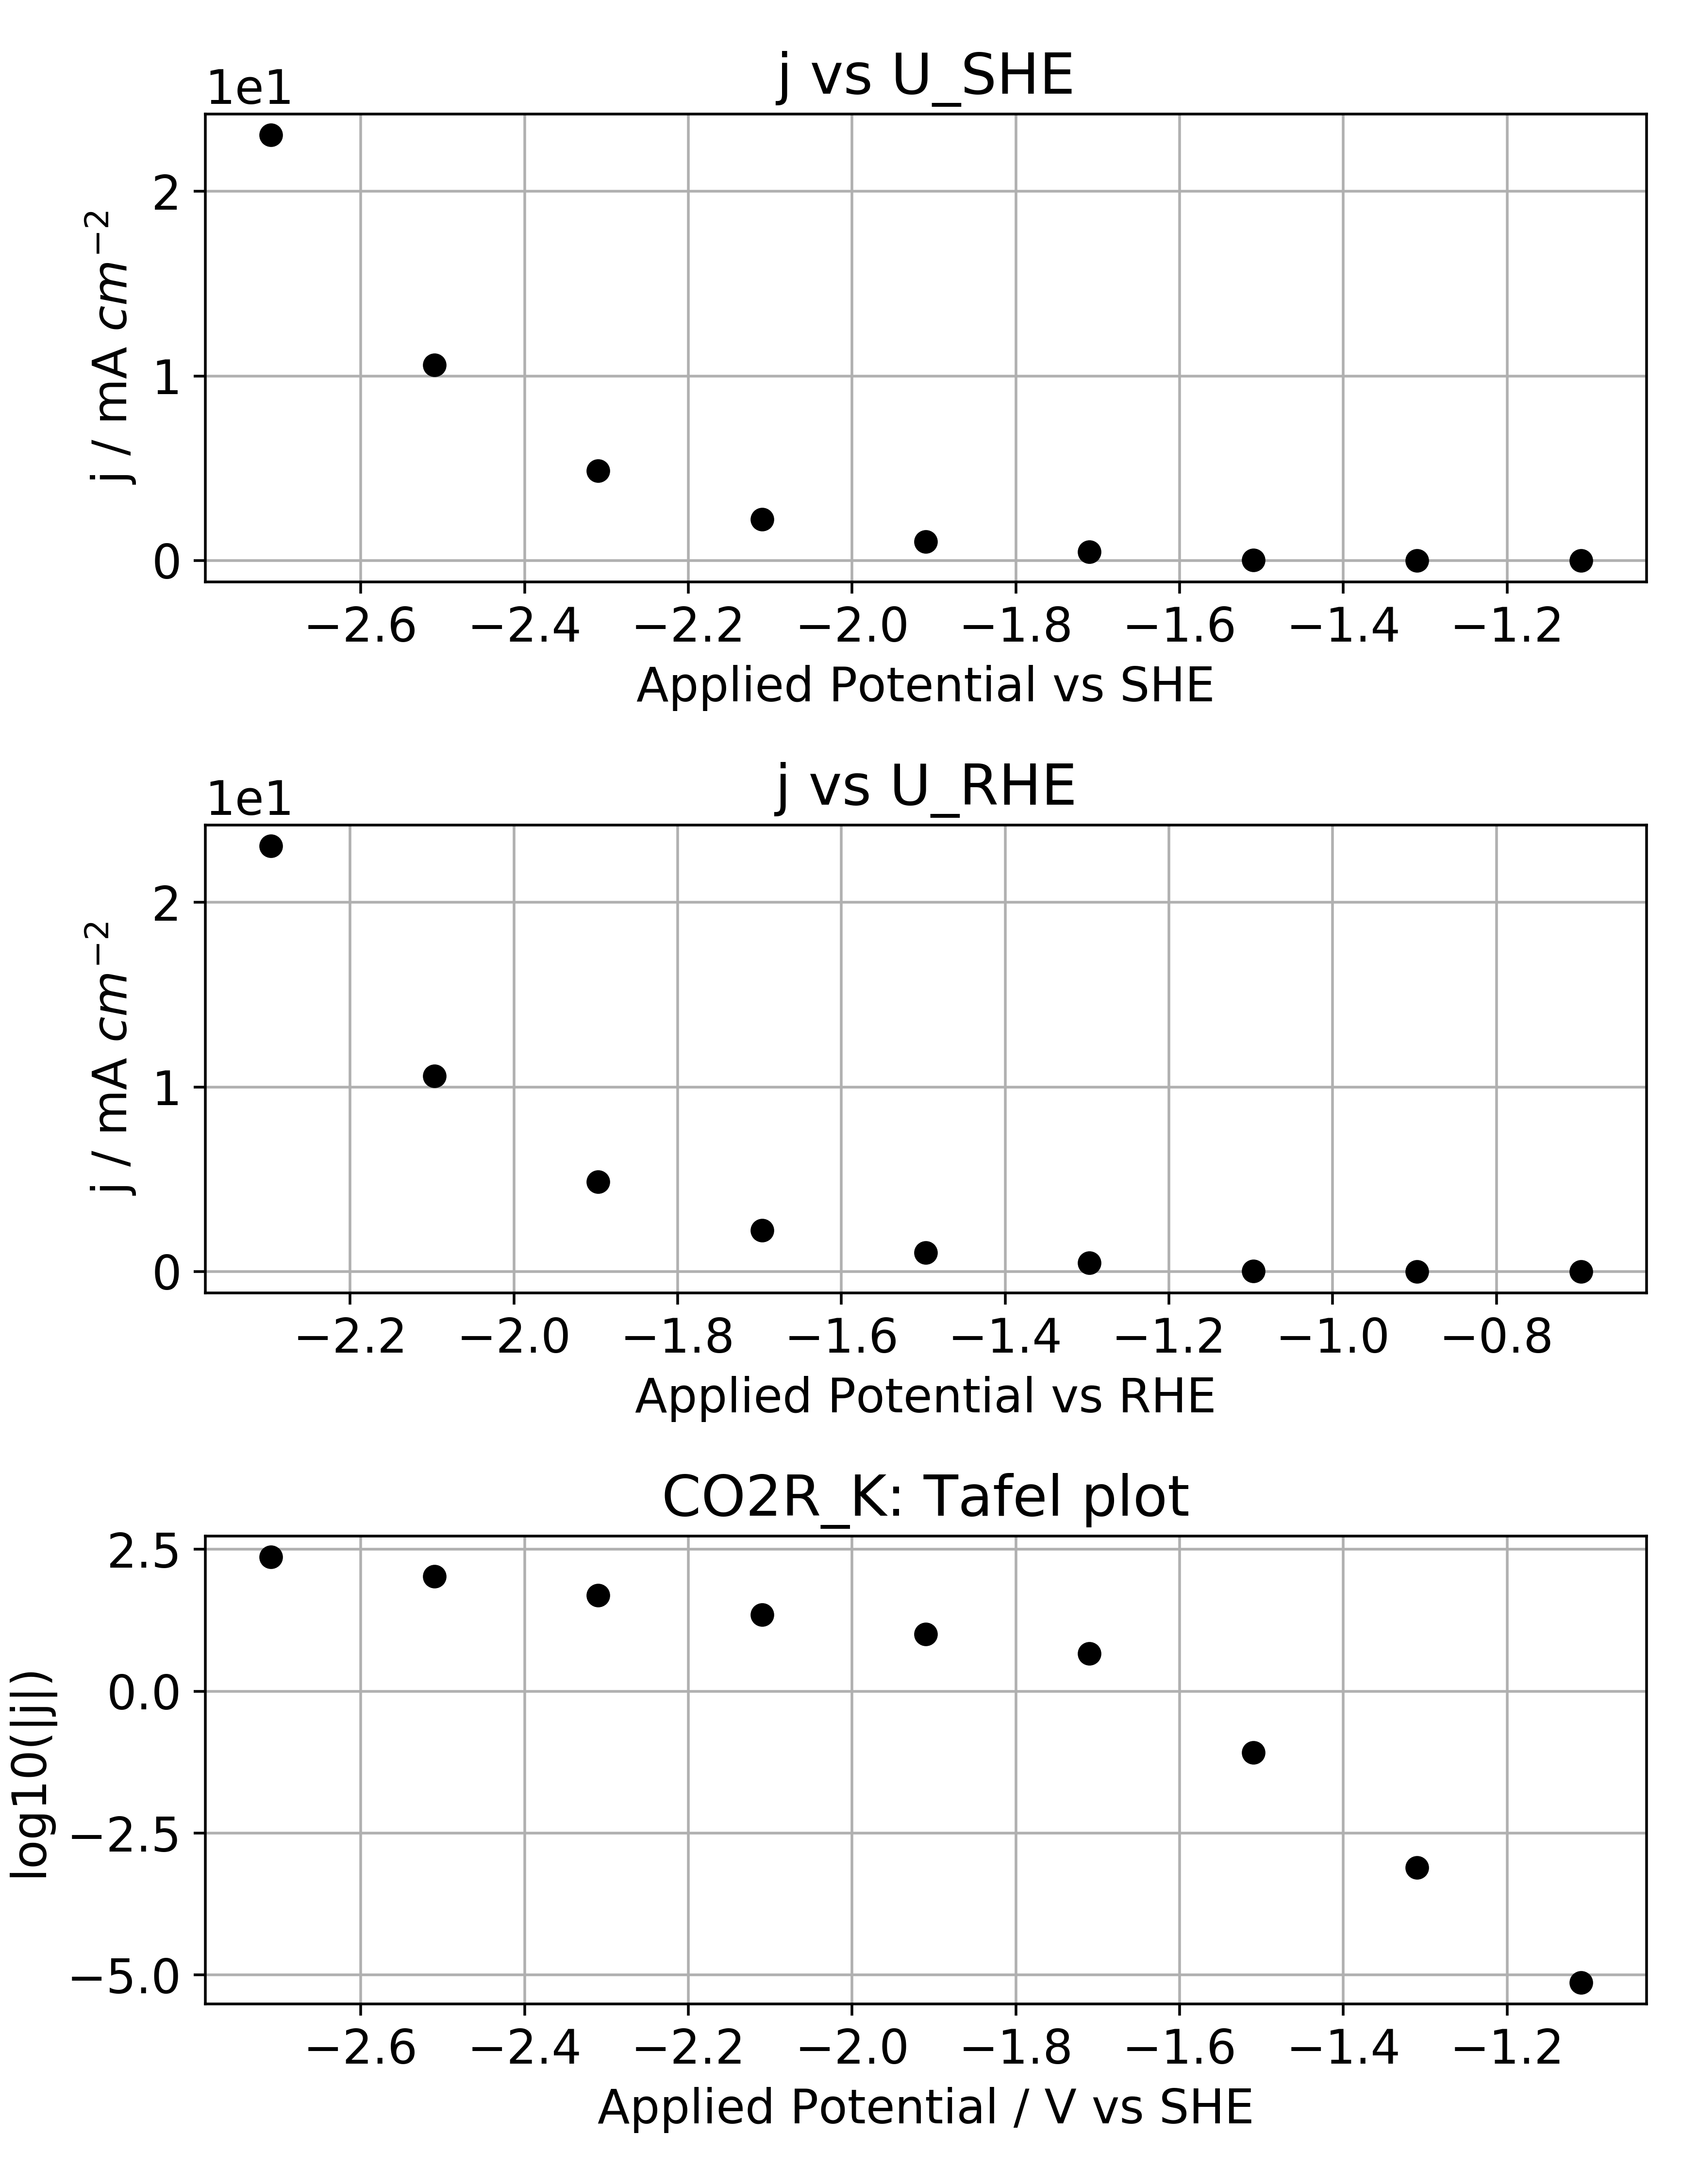 j vs U_SHE
1e1
2
1
0
j / mA cm⁻²
−2.6 −2.4 −2.2 −2.0 −1.8 −1.6 −1.4 −1.2
Applied Potential vs SHE
j vs U_RHE
1e1
2
1
0
j / mA cm⁻²
−2.2 −2.0 −1.8 −1.6 −1.4 −1.2 −1.0 −0.8
Applied Potential vs RHE
CO2R_K: Tafel plot
2.5
0.0
−2.5
−5.0
log10(|j|)
−2.6 −2.4 −2.2 −2.0 −1.8 −1.6 −1.4 −1.2
Applied Potential / V vs SHE